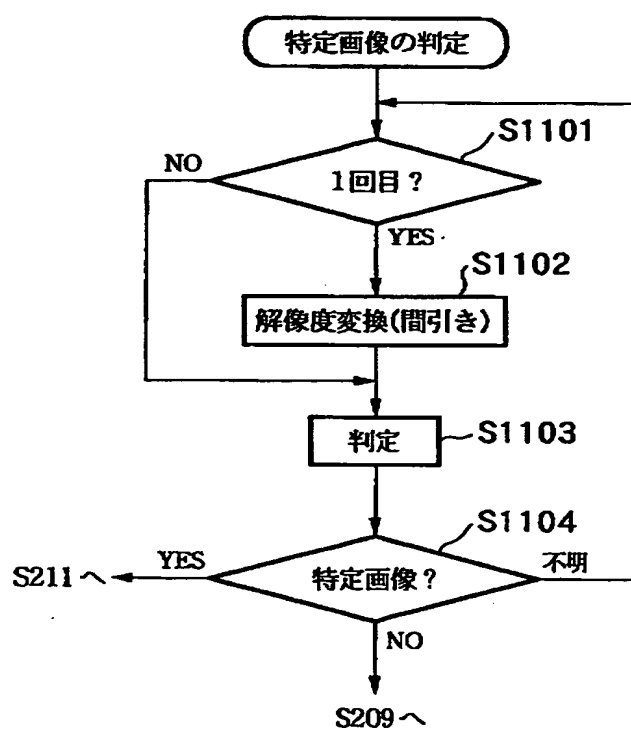 特定画像の判定
S1101
NO
1回目?
YES
S1102
解像度変換(間引き)
判定
S1103
S1104
YES
特定画像?
不明
S211へ
NO
S209へ